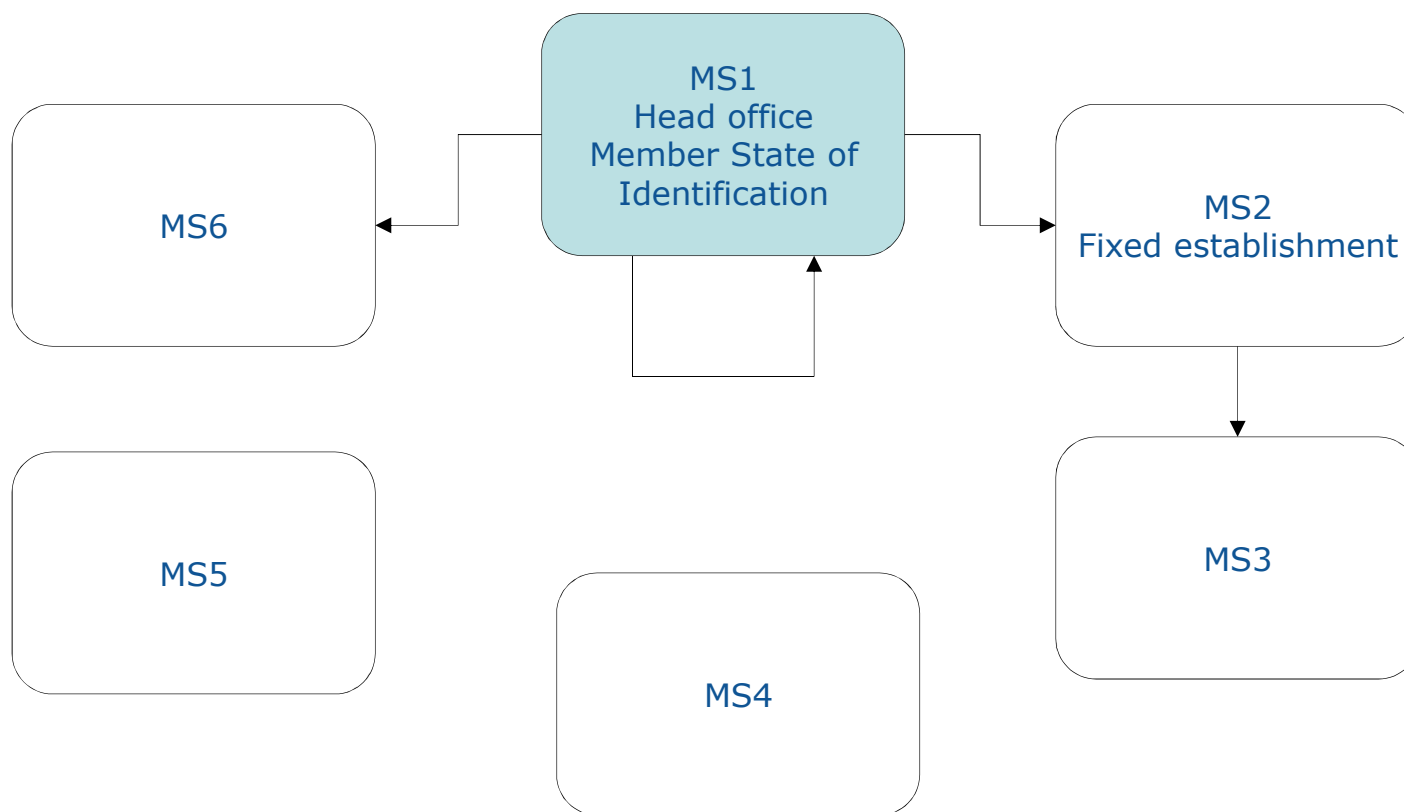 MS1
Head office
Member State of
Identification
MS6
MS2
Fixed establishment
MS5
MS3
MS4